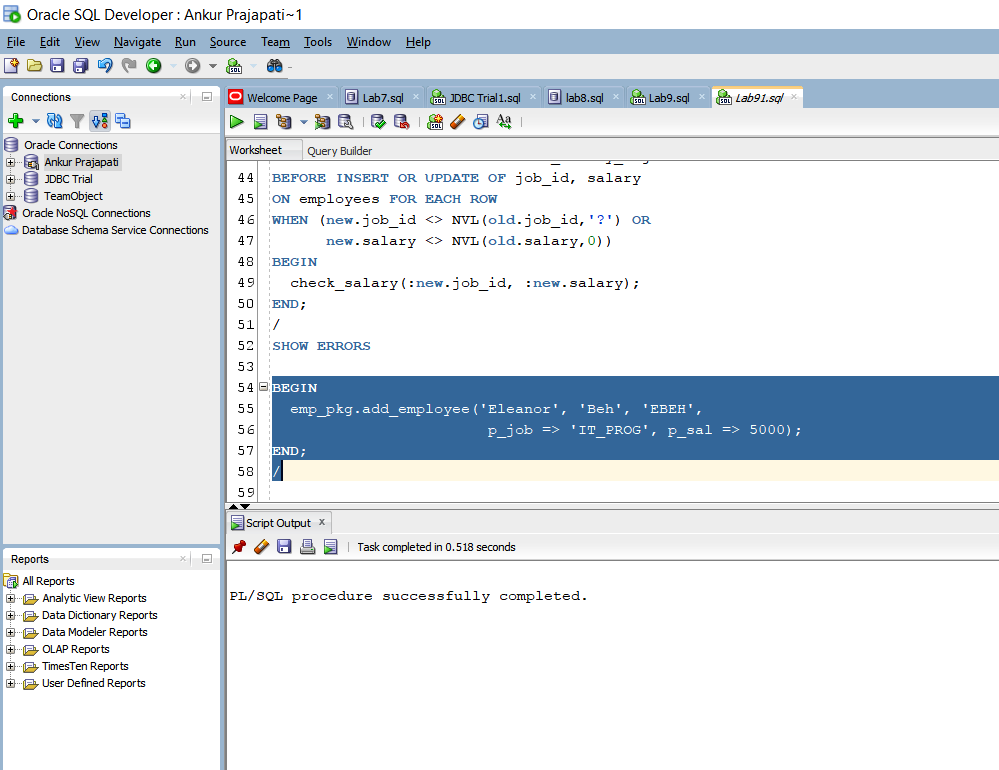 Oracle SQL Developer : Ankur Prajapati~1
File Edit View Navigate Run Source Team Tools Window Help
Connections
Oracle Connections
Ankur Prajapati
JDBC Trial
TeamObject
Oracle NoSQL Connections
Database Schema Service Connections
Reports
All Reports
Analytic View Reports
Data Dictionary Reports
Data Modeler Reports
OLAP Reports
TimesTen Reports
User Defined Reports
Welcome Page Lab7.sql JDBC Trial1.sql lab8.sql Lab9.sql Lab91.sql
Worksheet Query Builder
44 BEFORE INSERT OR UPDATE OF job_id, salary
45 ON employees FOR EACH ROW
46 WHEN (new.job_id <> NVL(old.job_id,'?') OR
47 new.salary <> NVL(old.salary,0))
48 BEGIN
49 check_salary(:new.job_id, :new.salary);
50 END;
51 /
52 SHOW ERRORS
53
54 BEGIN
55 emp_pkg.add_employee('Eleanor', 'Beh', 'EBEH',
56 p_job => 'IT_PROG', p_sal => 5000);
57 END;
58 /
59
Script Output x
Task completed in 0.518 seconds
PL/SQL procedure successfully completed.